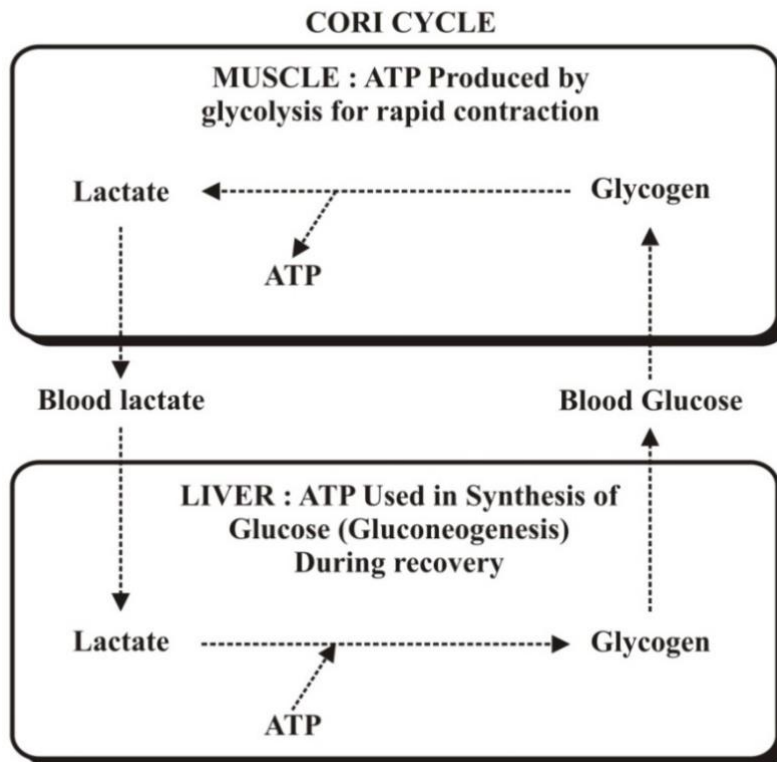 CORI CYCLE
MUSCLE : ATP Produced by
glycolysis for rapid contraction
Lactate
Glycogen
ATP
Blood lactate
Blood Glucose
LIVER : ATP Used in Synthesis of
Glucose (Gluconeogenesis)
During recovery
Lactate
Glycogen
ATP